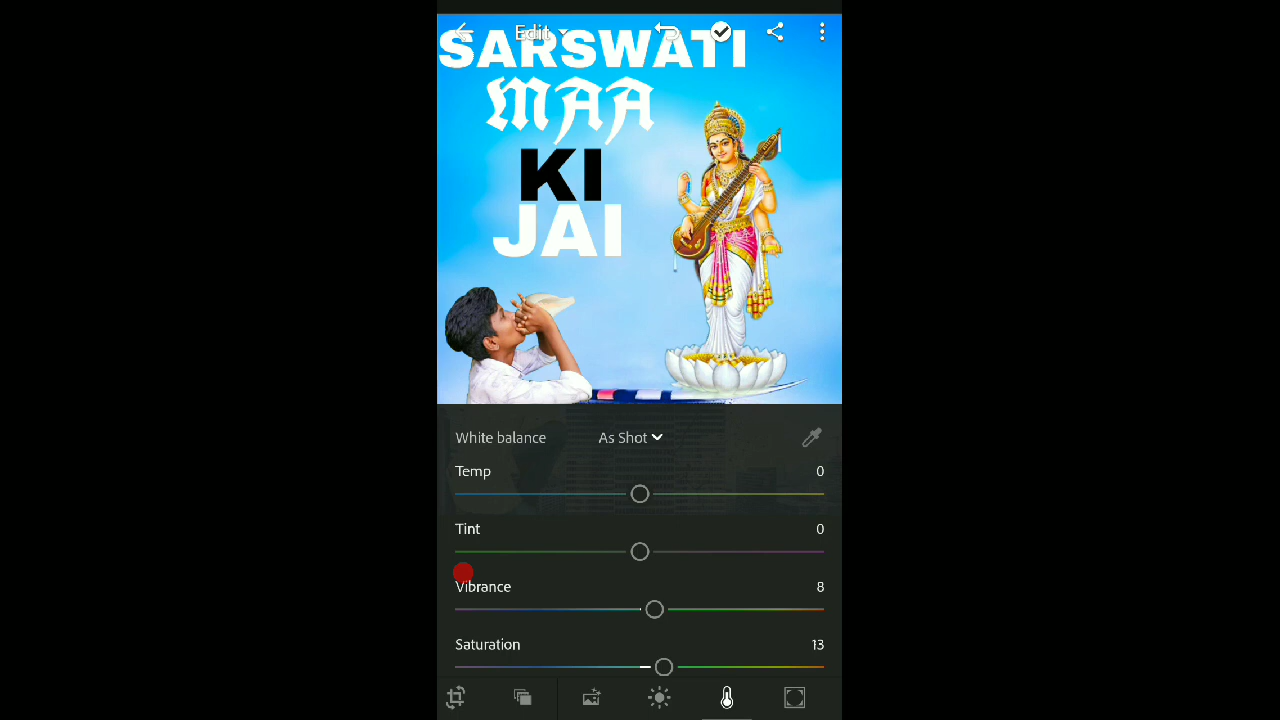 Edit
SARSWATI
MAA
KI
JAI
White balance As Shot
Temp 0
Tint 0
Vibrance 8
Saturation 13